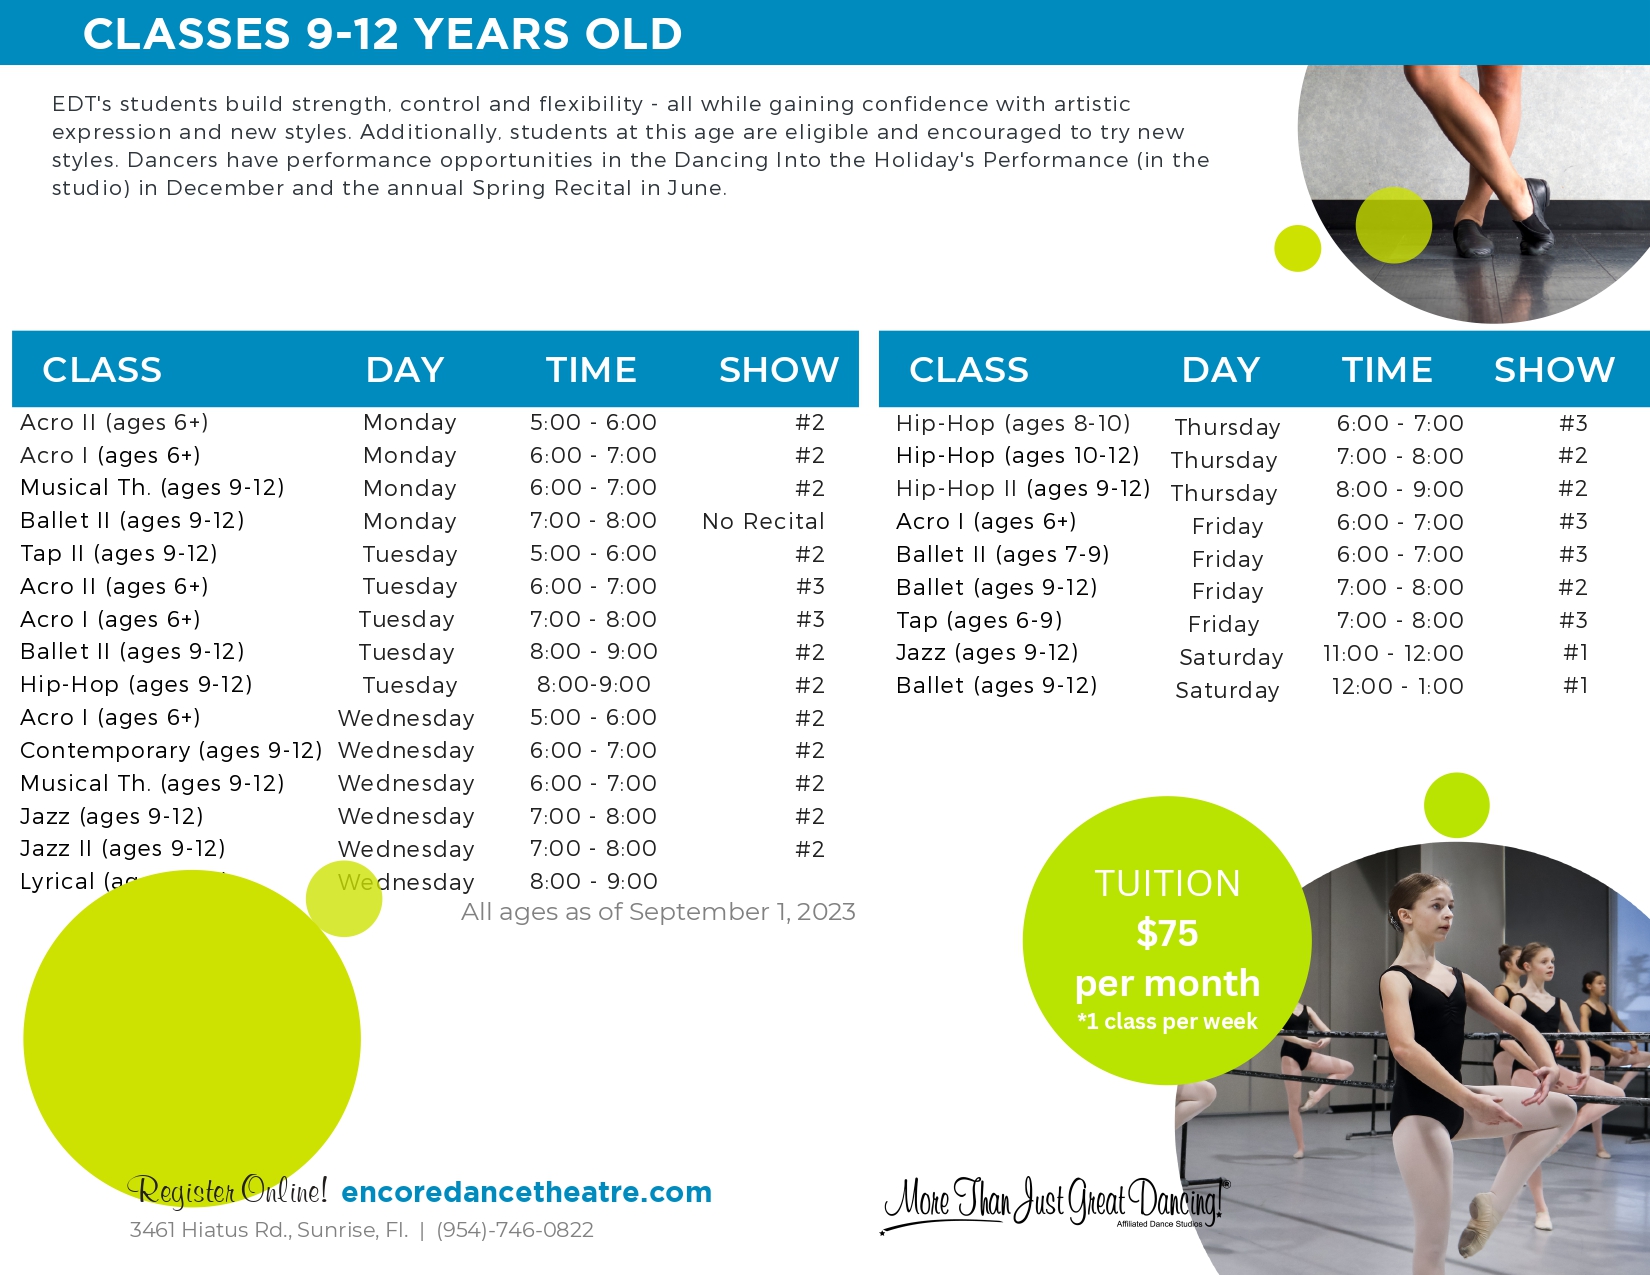 CLASSES 9-12 YEARS OLD
EDT's students build strength, control and flexibility - all while gaining confidence with artistic
expression and new styles. Additionally, students at this age are eligible and encouraged to try new
styles. Dancers have performance opportunities in the Dancing Into the Holiday's Performance (in the
studio) in December and the annual Spring Recital in June.
CLASS DAY TIME SHOW
Acro II (ages 6+) Monday 5:00 - 6:00 #2
Acro I (ages 6+) Monday 6:00 - 7:00 #2
Musical Th. (ages 9-12) Monday 6:00 - 7:00 #2
Ballet II (ages 9-12) Monday 7:00 - 8:00 No Recital
Tap II (ages 9-12) Tuesday 5:00 - 6:00 #2
Acro II (ages 6+) Tuesday 6:00 - 7:00 #3
Acro I (ages 6+) Tuesday 7:00 - 8:00 #3
Ballet II (ages 9-12) Tuesday 8:00 - 9:00 #2
Hip-Hop (ages 9-12) Tuesday 8:00-9:00 #2
Acro I (ages 6+) Wednesday 5:00 - 6:00 #2
Contemporary (ages 9-12) Wednesday 6:00 - 7:00 #2
Musical Th. (ages 9-12) Wednesday 6:00 - 7:00 #2
Jazz (ages 9-12) Wednesday 7:00 - 8:00 #2
Jazz II (ages 9-12) Wednesday 7:00 - 8:00 #2
Lyrical Wednesday 8:00 - 9:00
All ages as of September 1, 2023
CLASS DAY TIME SHOW
Hip-Hop (ages 8-10) Thursday 6:00 - 7:00 #3
Hip-Hop (ages 10-12) Thursday 7:00 - 8:00 #2
Hip-Hop II (ages 9-12) Thursday 8:00 - 9:00 #2
Acro I (ages 6+) Friday 6:00 - 7:00 #3
Ballet II (ages 7-9) Friday 6:00 - 7:00 #3
Ballet (ages 9-12) Friday 7:00 - 8:00 #2
Tap (ages 6-9) Friday 7:00 - 8:00 #3
Jazz (ages 9-12) Saturday 11:00 - 12:00 #1
Ballet (ages 9-12) Saturday 12:00 - 1:00 #1
TUITION
$75
per month
*1 class per week
Register Online! encoredancetheatre.com
3461 Hiatus Rd., Sunrise, Fl. | (954)-746-0822
More Than Just Great Dancing!®
Affiliated Dance Studios